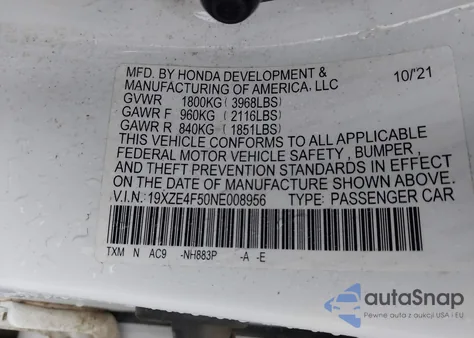 MFD. BY HONDA DEVELOPMENT & 10/21
MANUFACTURING OF AMERICA, LLC
GVWR 1800KG ( 3968LBS)
GAWR F 960KG ( 2116LBS)
GAWR R 840KG ( 1851LBS)
THIS VEHICLE CONFORMS TO ALL APPLICABLE
FEDERAL MOTOR VEHICLE SAFETY , BUMPER,
AND THEFT PREVENTION STANDARDS IN EFFECT
ON THE DATE OF MANUFACTURE SHOWN ABOVE.
V.I.N.: 19XZE4F50NE008956 TYPE: PASSENGER CAR
TXM N AC9 -NH883P -A -E
autoSnap
Pewne auta z aukcji USA i EU